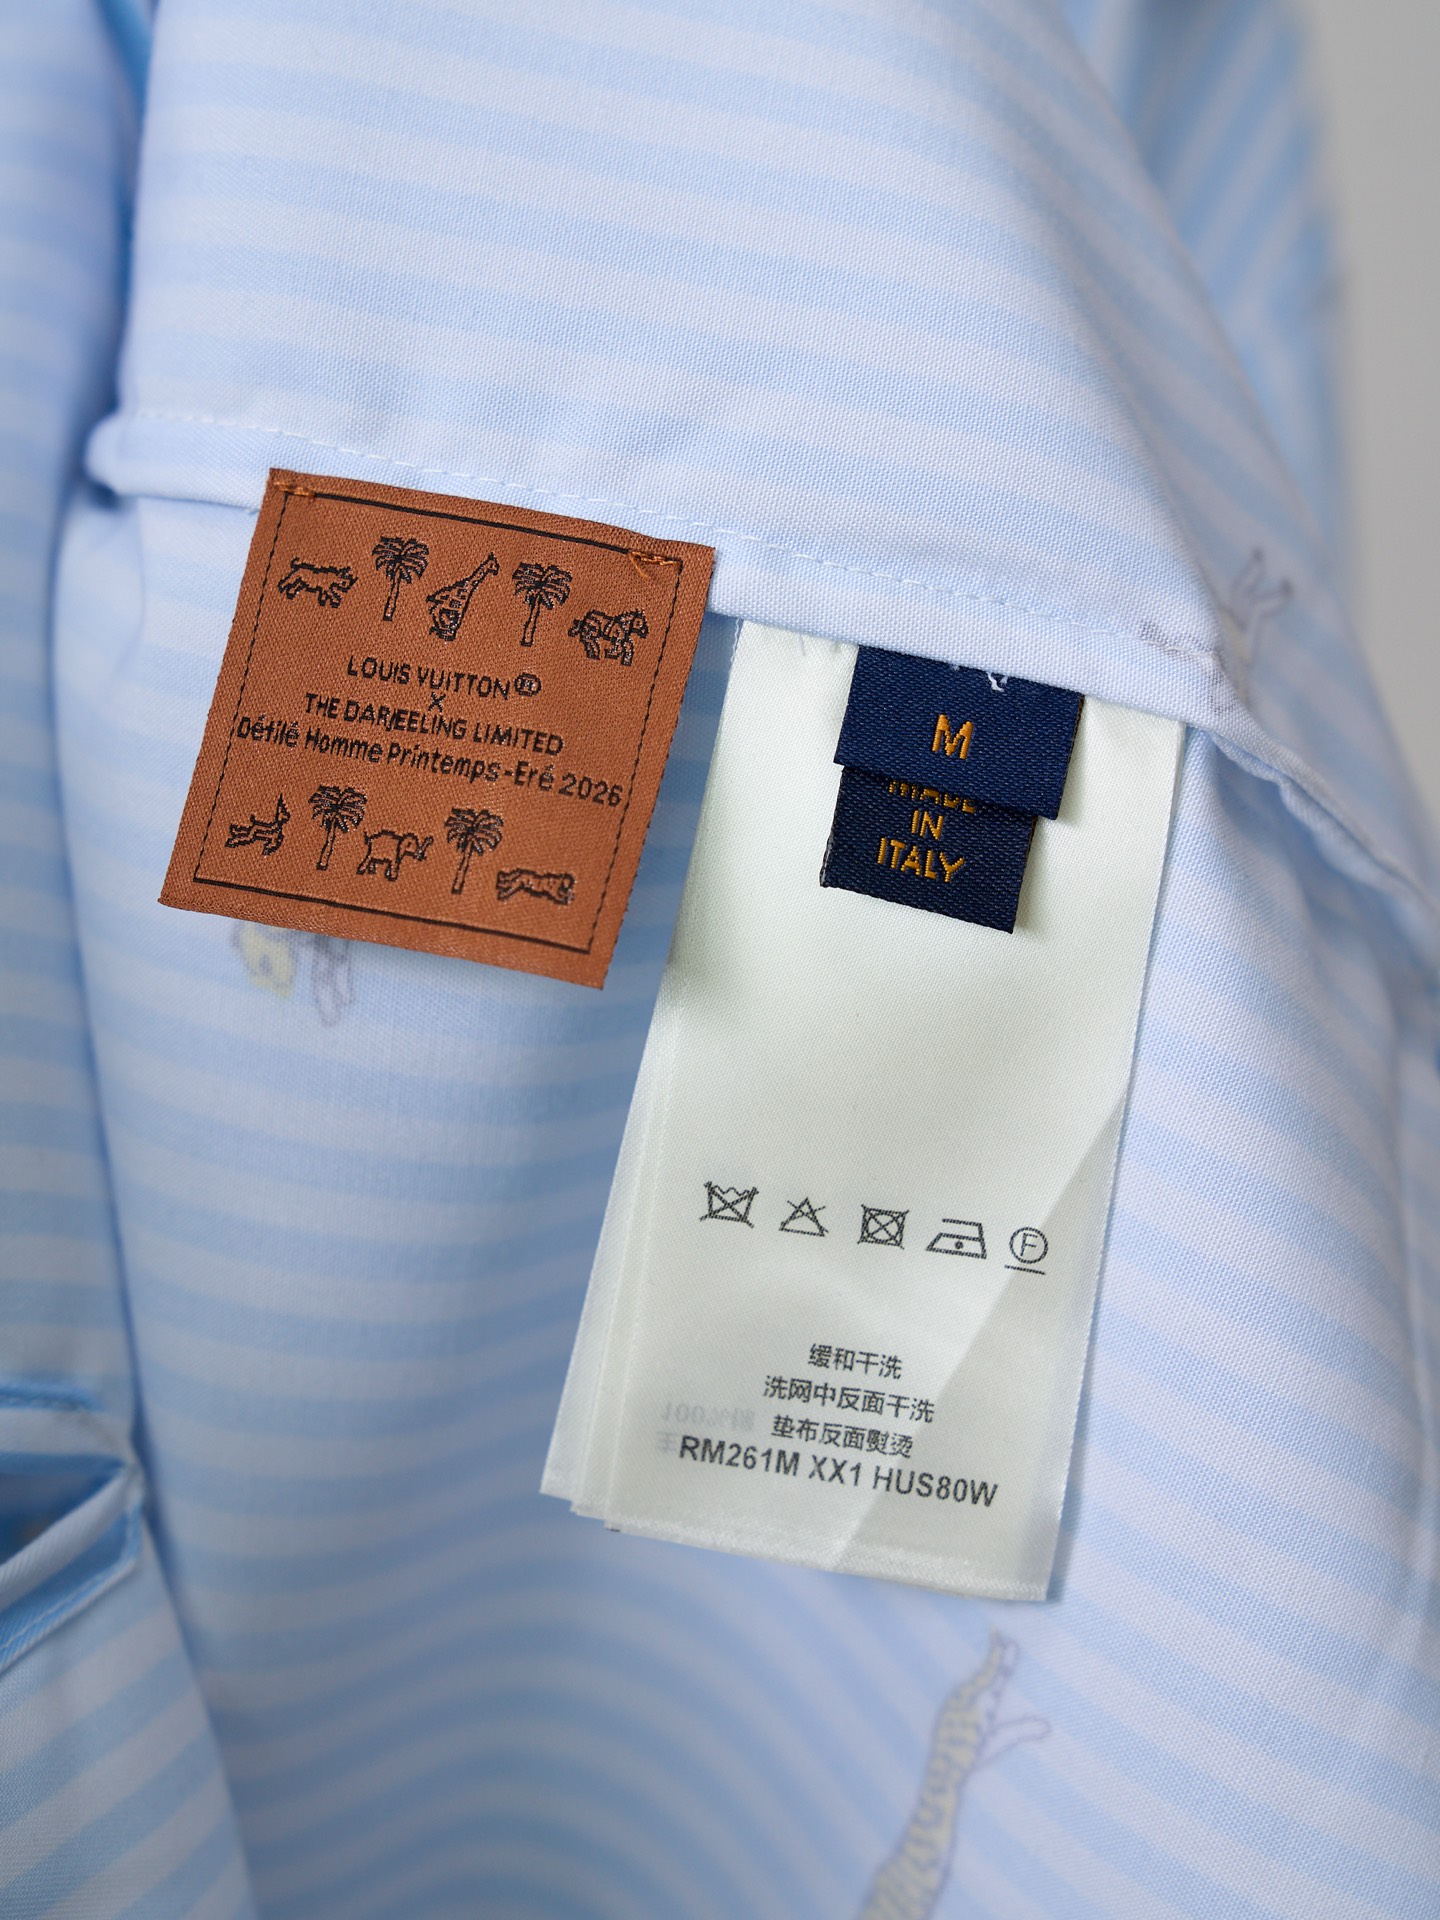 LOUIS VUITTON®
X
THE DARJEELING LIMITED
Défilé Homme Printemps-Eré 2026
M
MADE
IN
ITALY
F
缓和干洗
洗网中反面干洗
垫布反面熨烫
RM261M XX1 HUS80W